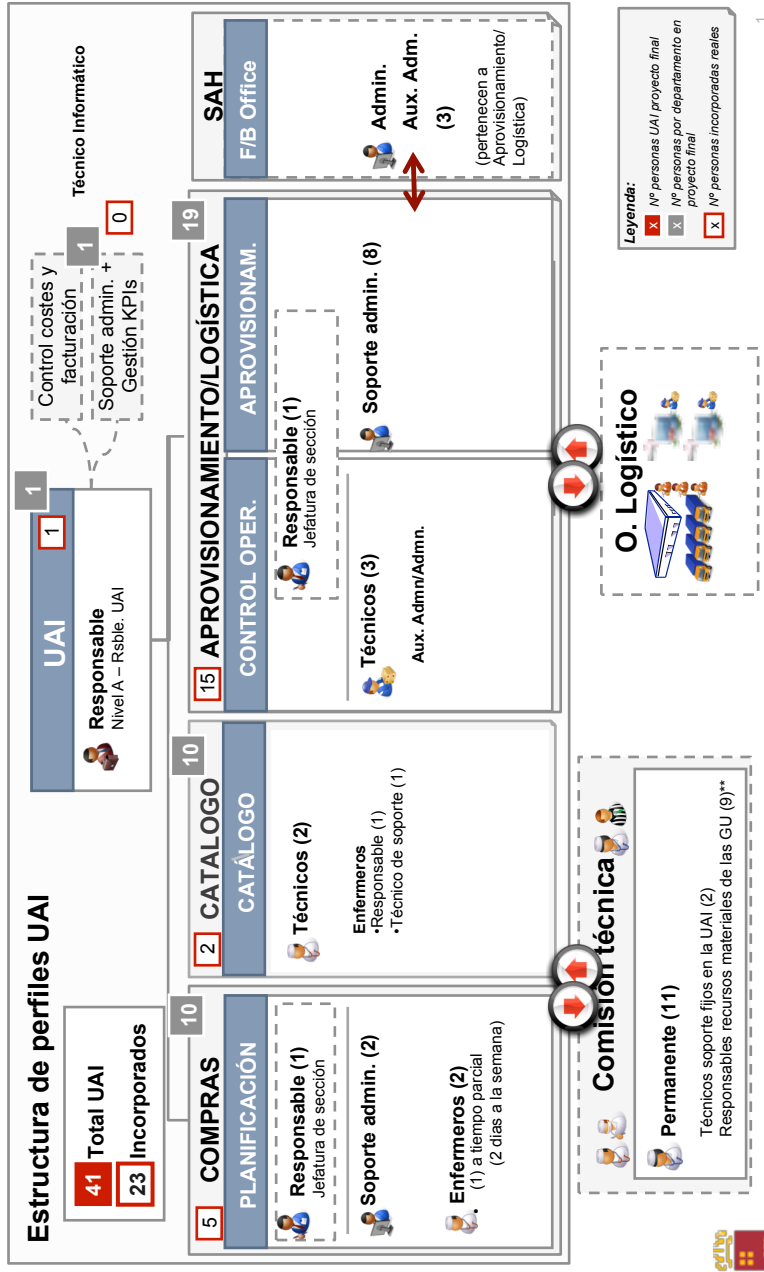 Estructura de perfiles UAI
41 Total UAI
23 Incorporados
UAI
1
1
Responsable
Nivel A – Rsble. UAI
Control costes y
facturación
Soporte admin. +
Gestión KPIs
1
0
Técnico Informático
5
COMPRAS
10
PLANIFICACIÓN
Responsable (1)
Jefatura de sección
Soporte admin. (2)
Enfermeros (2)
(1) a tiempo parcial
(2 dias a la semana)
2
CATALOGO
10
CATÁLOGO
Técnicos (2)
Enfermeros
•Responsable (1)
•Técnico de soporte (1)
15
APROVISIONAMIENTO/LOGÍSTICA
19
CONTROL OPER.
APROVISIONAM.
Responsable (1)
Jefatura de sección
Técnicos (3)
Aux. Admn/Admn.
Soporte admin. (8)
SAH
F/B Office
Admin.
Aux. Adm.
(3)
(pertenecen a
Aprovisionamiento/
Logística)
Comisión técnica
Permanente (11)
Técnicos soporte fijos en la UAI (2)
Responsables recursos materiales de las GU (9)**
O. Logístico
Leyenda:
x Nº personas UAI proyecto final
x Nº personas por departamento en
proyecto final
x Nº personas incorporadas reales
1